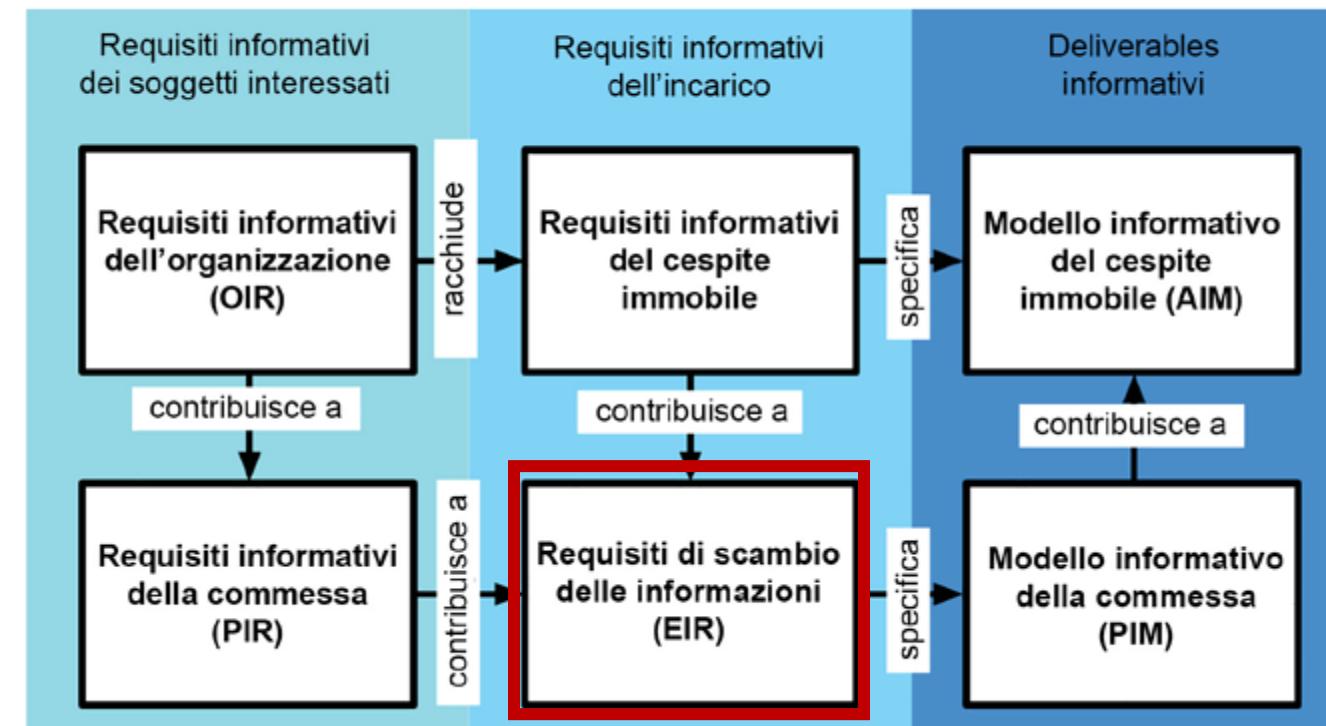 Requisiti informativi
dei soggetti interessati
Requisiti informativi
dell'incarico
Deliverables
informativi
Requisiti informativi
dell'organizzazione
(OIR)
racchiude
Requisiti informativi
del cespite
immobile
specifica
Modello informativo
del cespite
immobile (AIM)
contribuisce a
contribuisce a
contribuisce a
Requisiti informativi
della commessa
(PIR)
contribuisce a
Requisiti di scambio
delle informazioni
(EIR)
specifica
Modello informativo
della commessa
(PIM)